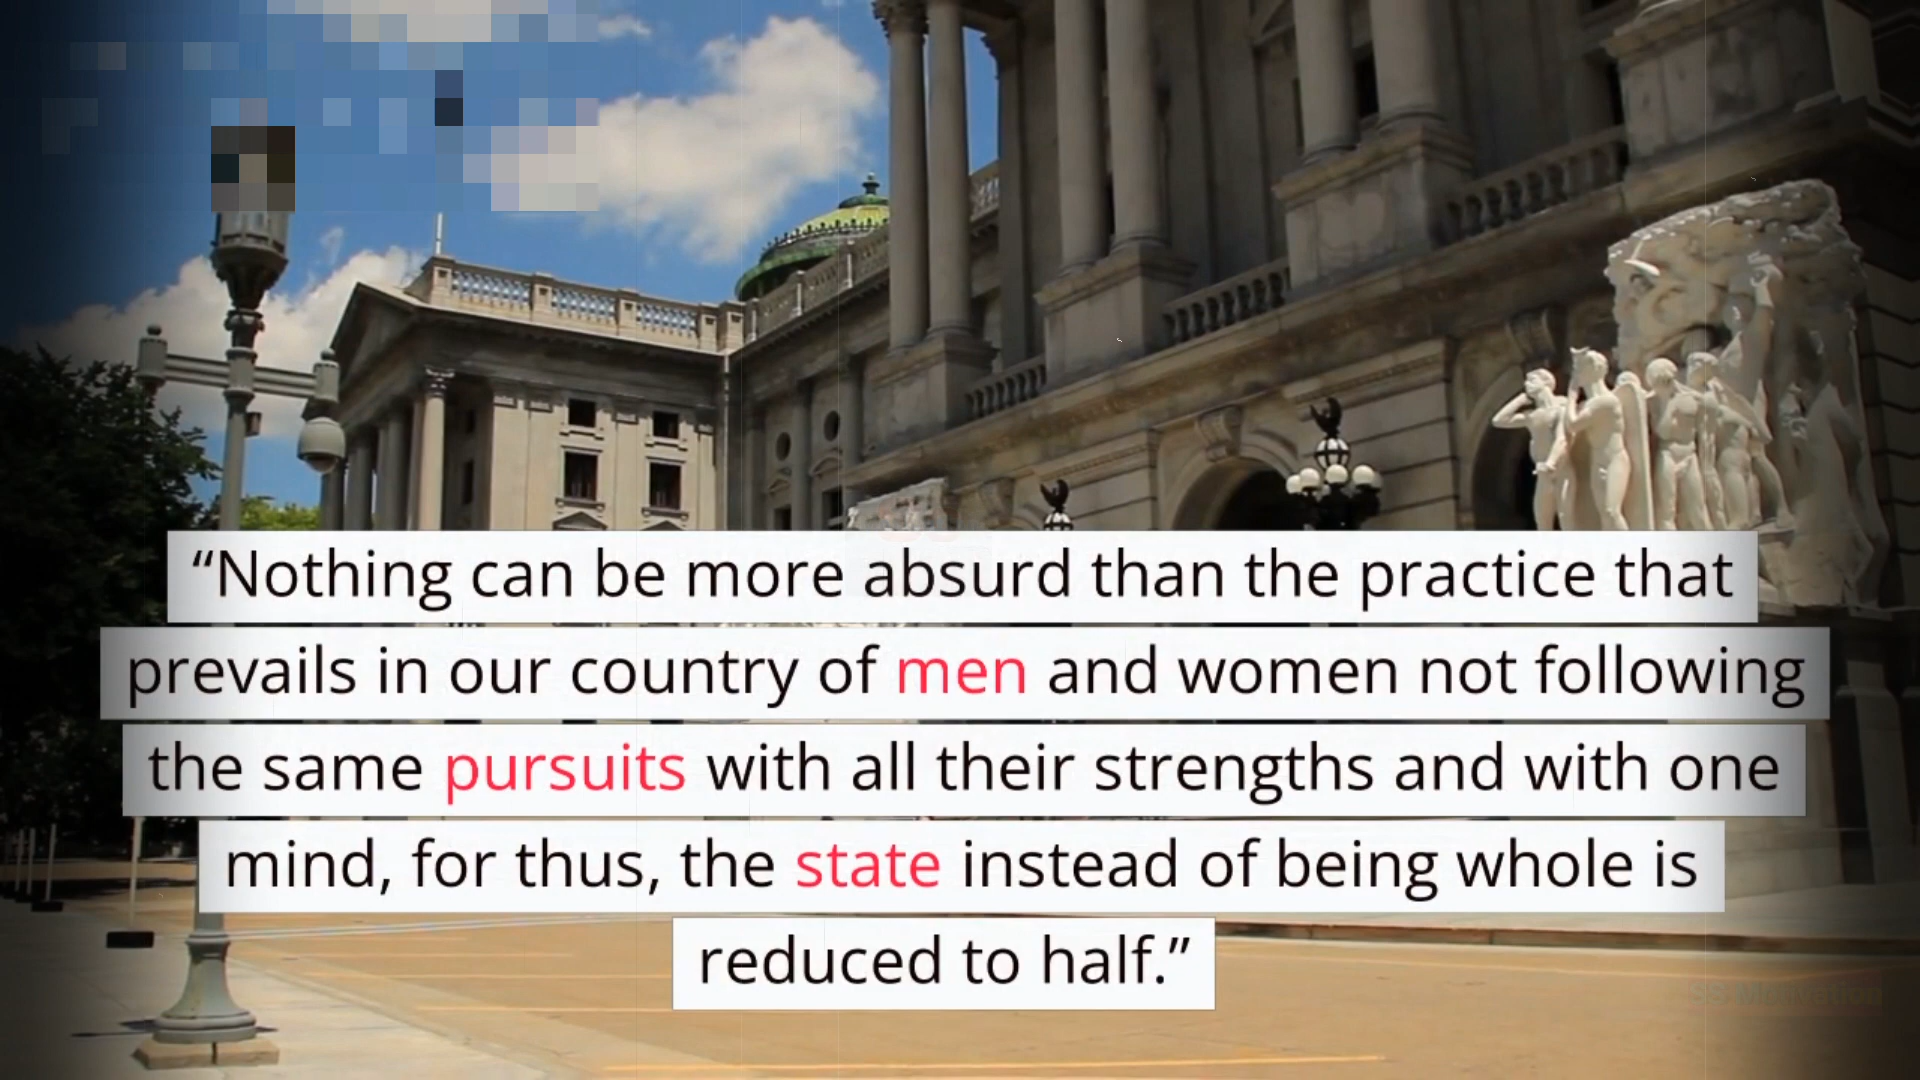 “Nothing can be more absurd than the practice that
prevails in our country of men and women not following
the same pursuits with all their strengths and with one
mind, for thus, the state instead of being whole is
reduced to half.”
SS Motivation